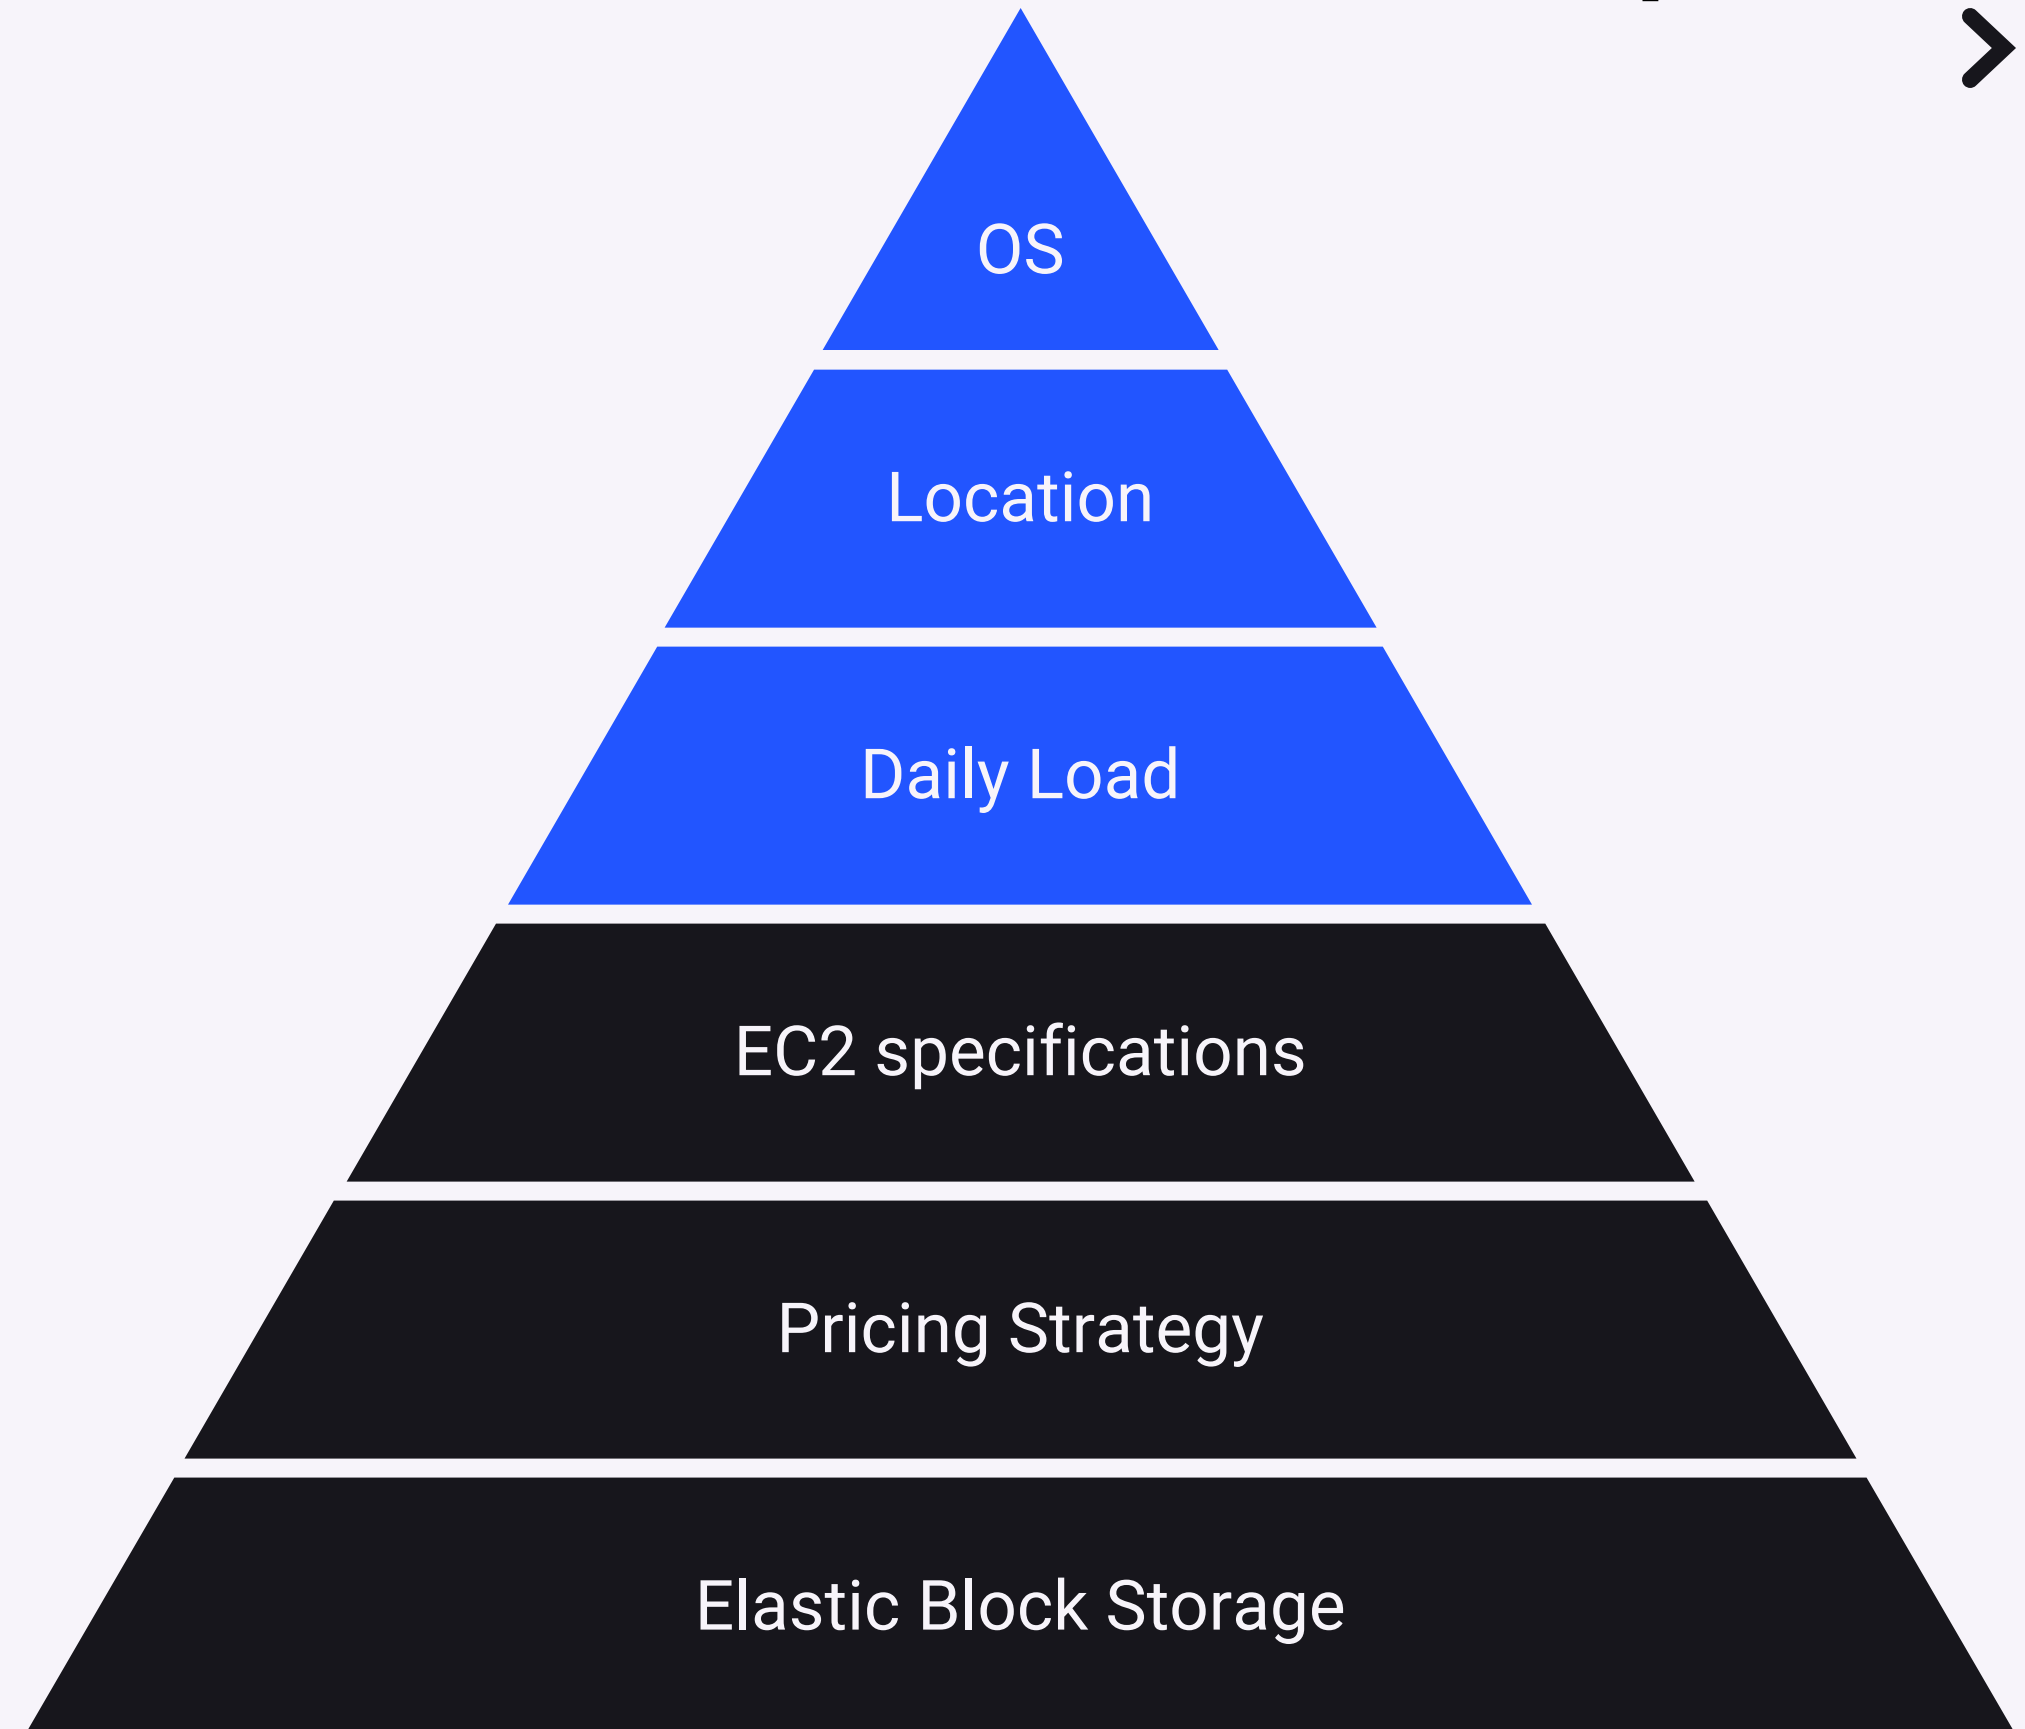 OS
Location
Daily Load
EC2 specifications
Pricing Strategy
Elastic Block Storage